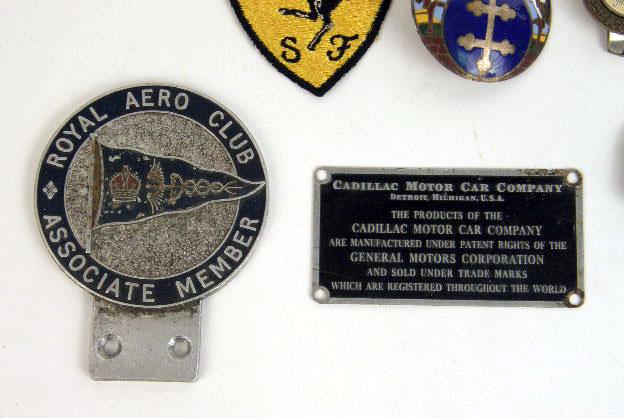 S F
ROYAL AERO CLUB
ASSOCIATE MEMBER
CADILLAC MOTOR CAR COMPANY
DETROIT, MICHIGAN, U.S.A.
THE PRODUCTS OF THE
CADILLAC MOTOR CAR COMPANY
ARE MANUFACTURED UNDER PATENT RIGHTS OF THE
GENERAL MOTORS CORPORATION
AND SOLD UNDER TRADE MARKS
WHICH ARE REGISTERED THROUGHOUT THE WORLD